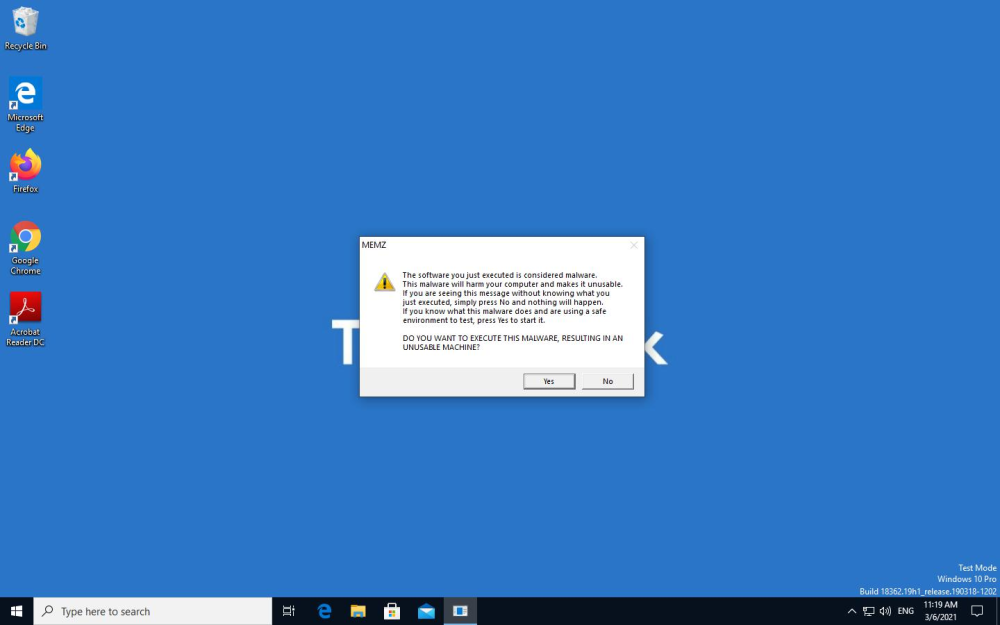 Recycle Bin
Microsoft
Edge
Firefox
Google
Chrome
Acrobat
Reader DC
MEMZ
The software you just executed is considered malware.
This malware will harm your computer and makes it unusable.
If you are seeing this message without knowing what you
just executed, simply press No and nothing will happen.
If you know what this malware does and are using a safe
environment to test, press Yes to start it.
DO YOU WANT TO EXECUTE THIS MALWARE, RESULTING IN AN
UNUSABLE MACHINE?
Yes
No
Test Mode
Windows 10 Pro
Build 18362.19h1_release.190318-1202
Type here to search
ENG
11:19 AM
3/6/2021